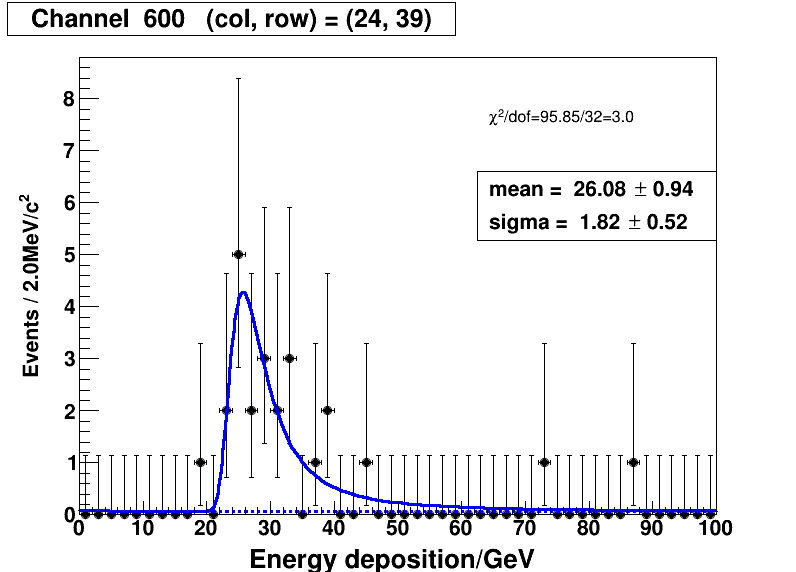 Channel 600 (col, row) = (24, 39)
χ²/dof=95.85/32=3.0
mean = 26.08 ± 0.94
sigma = 1.82 ± 0.52
Events / 2.0MeV/c²
8
7
6
5
4
3
2
1
0
0 10 20 30 40 50 60 70 80 90 100
Energy deposition/GeV